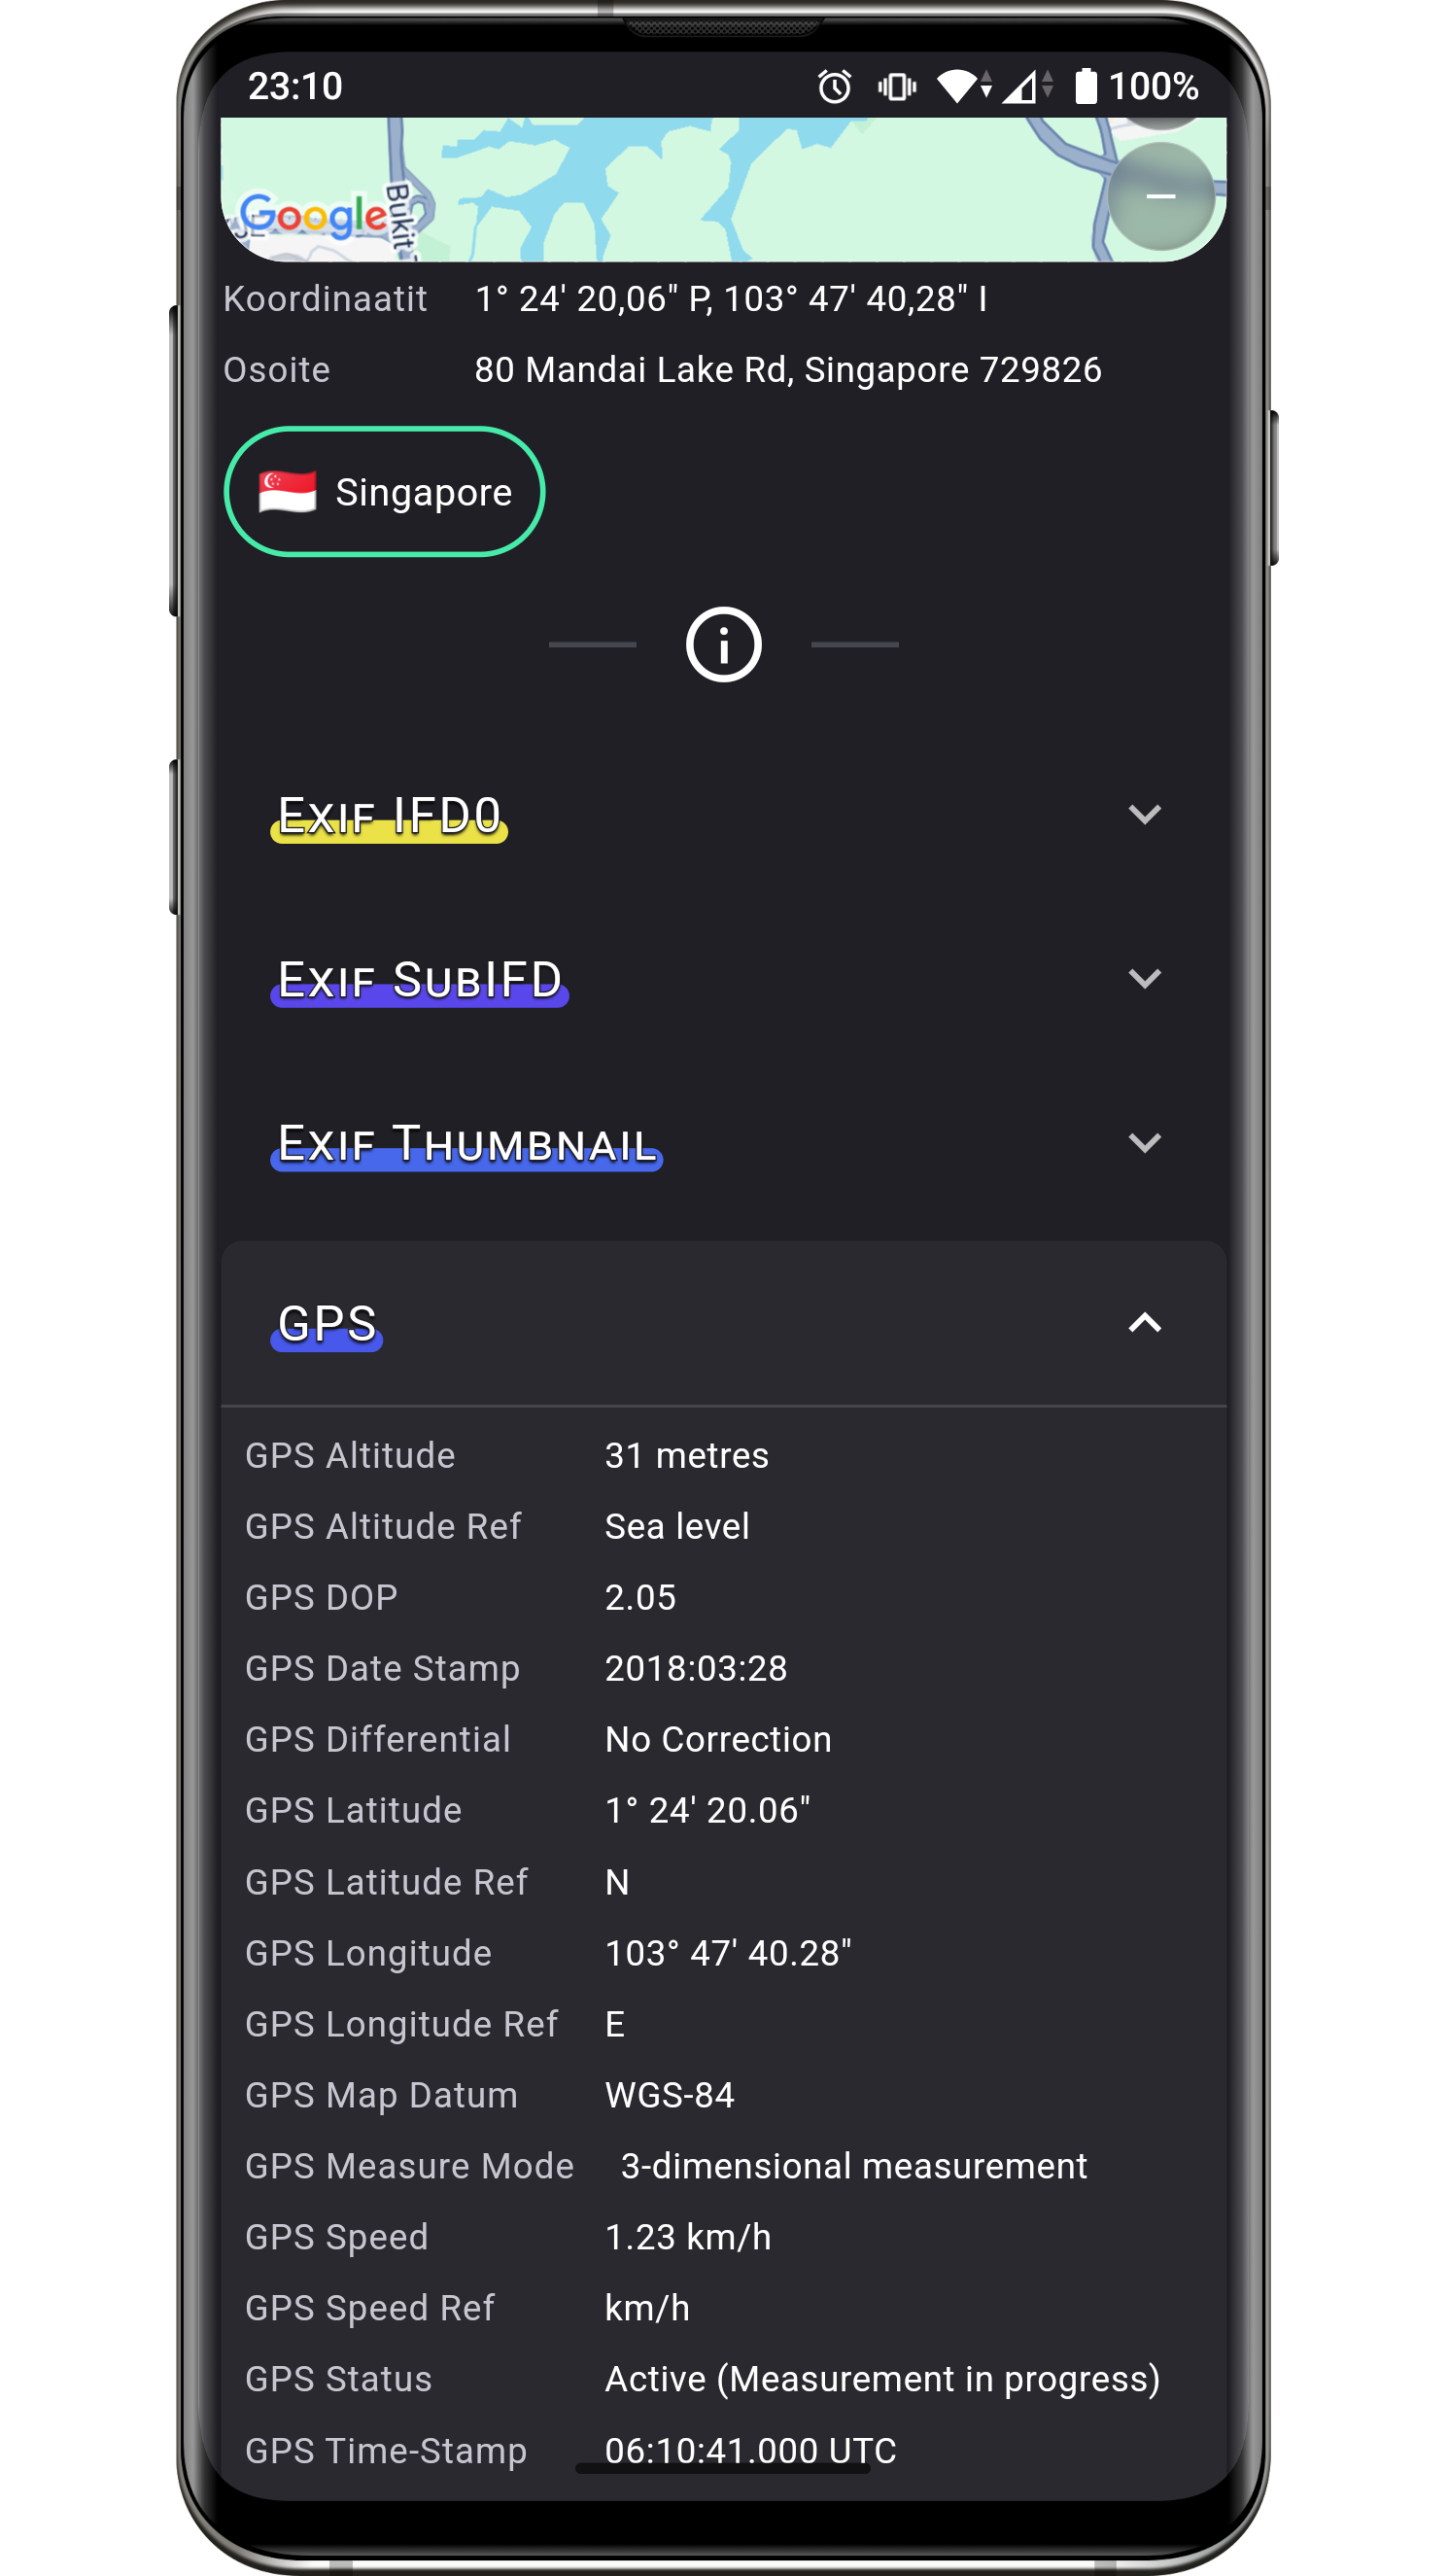 23:10 100%
Google
Bukit
Koordinaatit 1° 24' 20,06" P, 103° 47' 40,28" I
Osoite 80 Mandai Lake Rd, Singapore 729826
Singapore
Exif IFD0
Exif SubIFD
Exif Thumbnail
GPS
GPS Altitude 31 metres
GPS Altitude Ref Sea level
GPS DOP 2.05
GPS Date Stamp 2018:03:28
GPS Differential No Correction
GPS Latitude 1° 24' 20.06"
GPS Latitude Ref N
GPS Longitude 103° 47' 40.28"
GPS Longitude Ref E
GPS Map Datum WGS-84
GPS Measure Mode 3-dimensional measurement
GPS Speed 1.23 km/h
GPS Speed Ref km/h
GPS Status Active (Measurement in progress)
GPS Time-Stamp 06:10:41.000 UTC